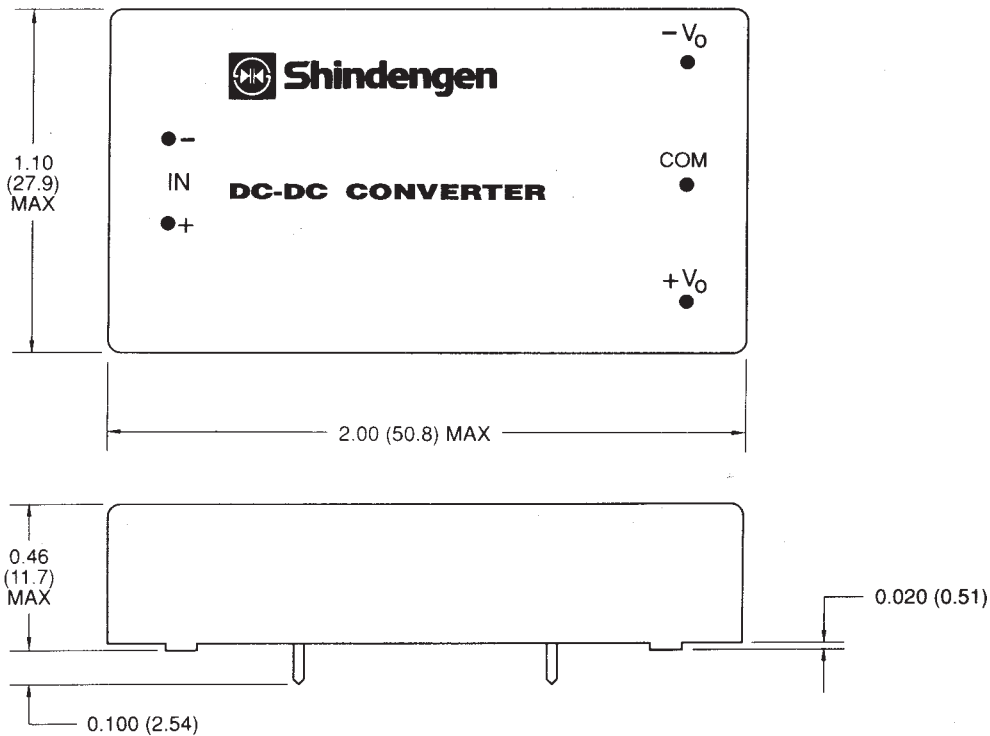 -V₀
Shindengen
COM
-
IN
+
DC-DC CONVERTER
+V₀
1.10
(27.9)
MAX
2.00 (50.8) MAX
0.46
(11.7)
MAX
0.020 (0.51)
0.100 (2.54)